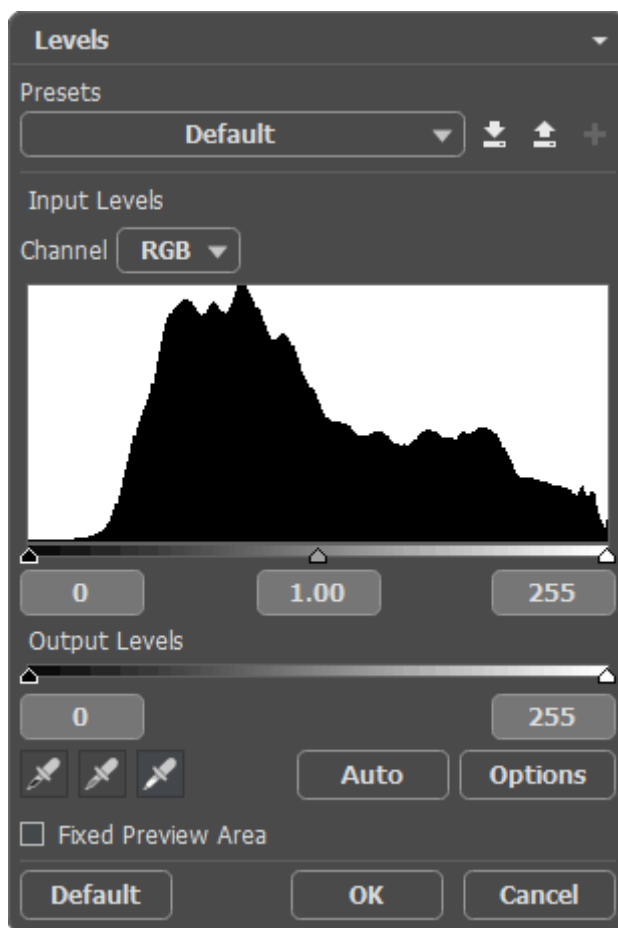 Levels
Presets
Default
Input Levels
Channel RGB
0 1.00 255
Output Levels
0 255
Auto Options
Fixed Preview Area
Default OK Cancel